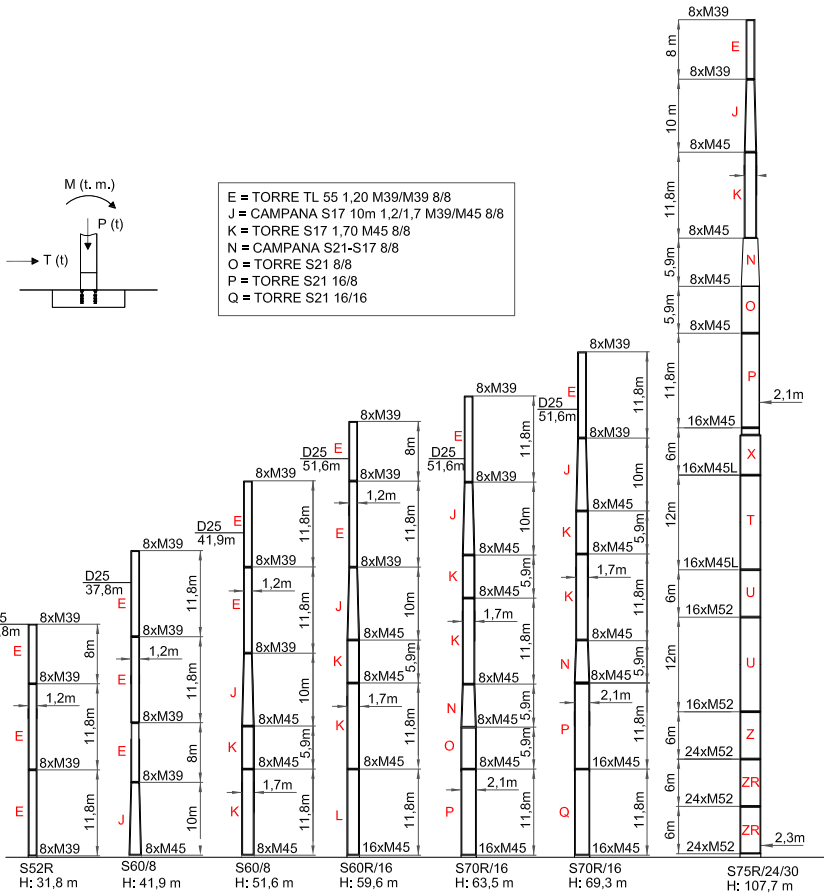 M (t. m.)
P (t)
T (t)
E = TORRE TL 55 1,20 M39/M39 8/8
J = CAMPANA S17 10m 1,2/1,7 M39/M45 8/8
K = TORRE S17 1,70 M45 8/8
N = CAMPANA S21-S17 8/8
O = TORRE S21 8/8
P = TORRE S21 16/8
Q = TORRE S21 16/16
8xM39
E
8m
8xM39
1,2m
E
11,8m
8xM39
E
11,8m
8xM39
S52R
H: 31,8 m
8xM39
D25
37,8m
E
11,8m
8xM39
1,2m
E
11,8m
8xM39
E
8m
8xM39
J
10m
8xM45
S60/8
H: 41,9 m
8xM39
D25
41,9m
E
11,8m
8xM39
1,2m
E
11,8m
8xM39
J
10m
8xM45
K
5,9m
8xM45
1,7m
K
11,8m
8xM45
S60/8
H: 51,6 m
8xM39
E
8m
D25
51,6m
8xM39
1,2m
E
11,8m
8xM39
J
10m
8xM45
K
5,9m
8xM45
1,7m
K
11,8m
8xM45
L
11,8m
16xM45
S60R/16
H: 59,6 m
8xM39
E
11,8m
D25
51,6m
8xM39
J
10m
8xM45
K
5,9m
8xM45
1,7m
K
11,8m
8xM45
N
5,9m
8xM45
O
5,9m
8xM45
2,1m
P
11,8m
16xM45
S70R/16
H: 63,5 m
8xM39
E
11,8m
D25
51,6m
8xM39
J
10m
8xM45
K
5,9m
8xM45
1,7m
K
11,8m
8xM45
N
5,9m
8xM45
2,1m
P
11,8m
16xM45
Q
11,8m
16xM45
S70R/16
H: 69,3 m
8xM39
8 m
E
8xM39
10 m
J
8xM45
11,8m
K
8xM45
5,9m
N
8xM45
5,9m
O
8xM45
11,8m
P
2,1m
16xM45
6m
X
16xM45L
12m
T
16xM45L
6m
U
16xM52
12m
U
16xM52
6m
Z
24xM52
6m
ZR
24xM52
6m
ZR
2,3m
24xM52
S75R/24/30
H: 107,7 m